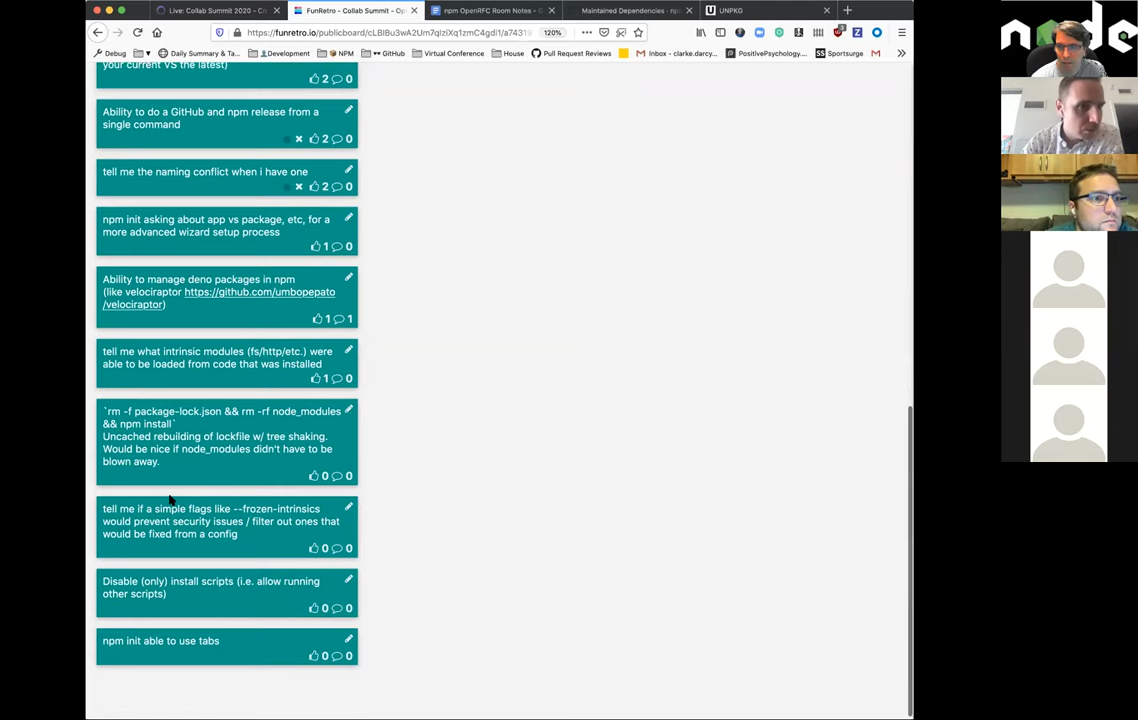 Live: Collab Summit 2020 - Cr
FunRetro - Collab Summit - Op
npm OpenRFC Room Notes - G
Maintained Dependencies · np
UNPKG
https://funretro.io/publicboard/cLBlBu3wA2Um7qlziXq1zmC4gdi1/a7431
120%
Debug
Daily Summary & Ta...
Development
NPM
GitHub
Virtual Conference
House
Pull Request Reviews
Inbox - clarke.darcy....
PositivePsychology....
Sportsurge
your current VS the latest)
2 0
Ability to do a GitHub and npm release from a
single command
2 0
tell me the naming conflict when i have one
2 0
npm init asking about app vs package, etc, for a
more advanced wizard setup process
1 0
Ability to manage deno packages in npm
(like velociraptor https://github.com/umbopepato
/velociraptor)
1 1
tell me what intrinsic modules (fs/http/etc.) were
able to be loaded from code that was installed
1 0
`rm -f package-lock.json && rm -rf node_modules
&& npm install`
Uncached rebuilding of lockfile w/ tree shaking.
Would be nice if node_modules didn't have to be
blown away.
0 0
tell me if a simple flags like --frozen-intrinsics
would prevent security issues / filter out ones that
would be fixed from a config
0 0
Disable (only) install scripts (i.e. allow running
other scripts)
0 0
npm init able to use tabs
0 0